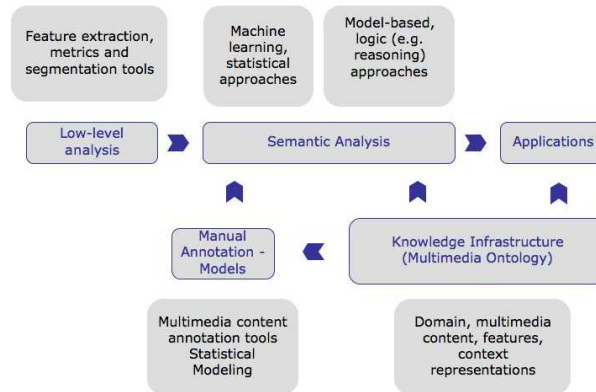 Feature extraction,
metrics and
segmentation tools
Machine
learning,
statistical
approaches
Model-based,
logic (e.g.
reasoning)
approaches
Low-level
analysis
Semantic Analysis
Applications
Manual
Annotation -
Models
Knowledge Infrastructure
(Multimedia Ontology)
Multimedia content
annotation tools
Statistical
Modeling
Domain, multimedia
content, features,
context
representations